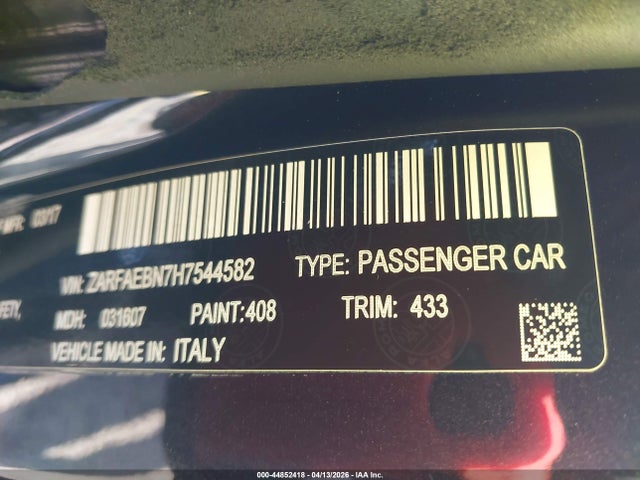 MFR: 03/17
VIN: ZARFAEBN7H7544582 TYPE: PASSENGER CAR
MDH: 031607 PAINT: 408 TRIM: 433
VEHICLE MADE IN: ITALY
000-44852418 - 04/13/2026 - IAA Inc.